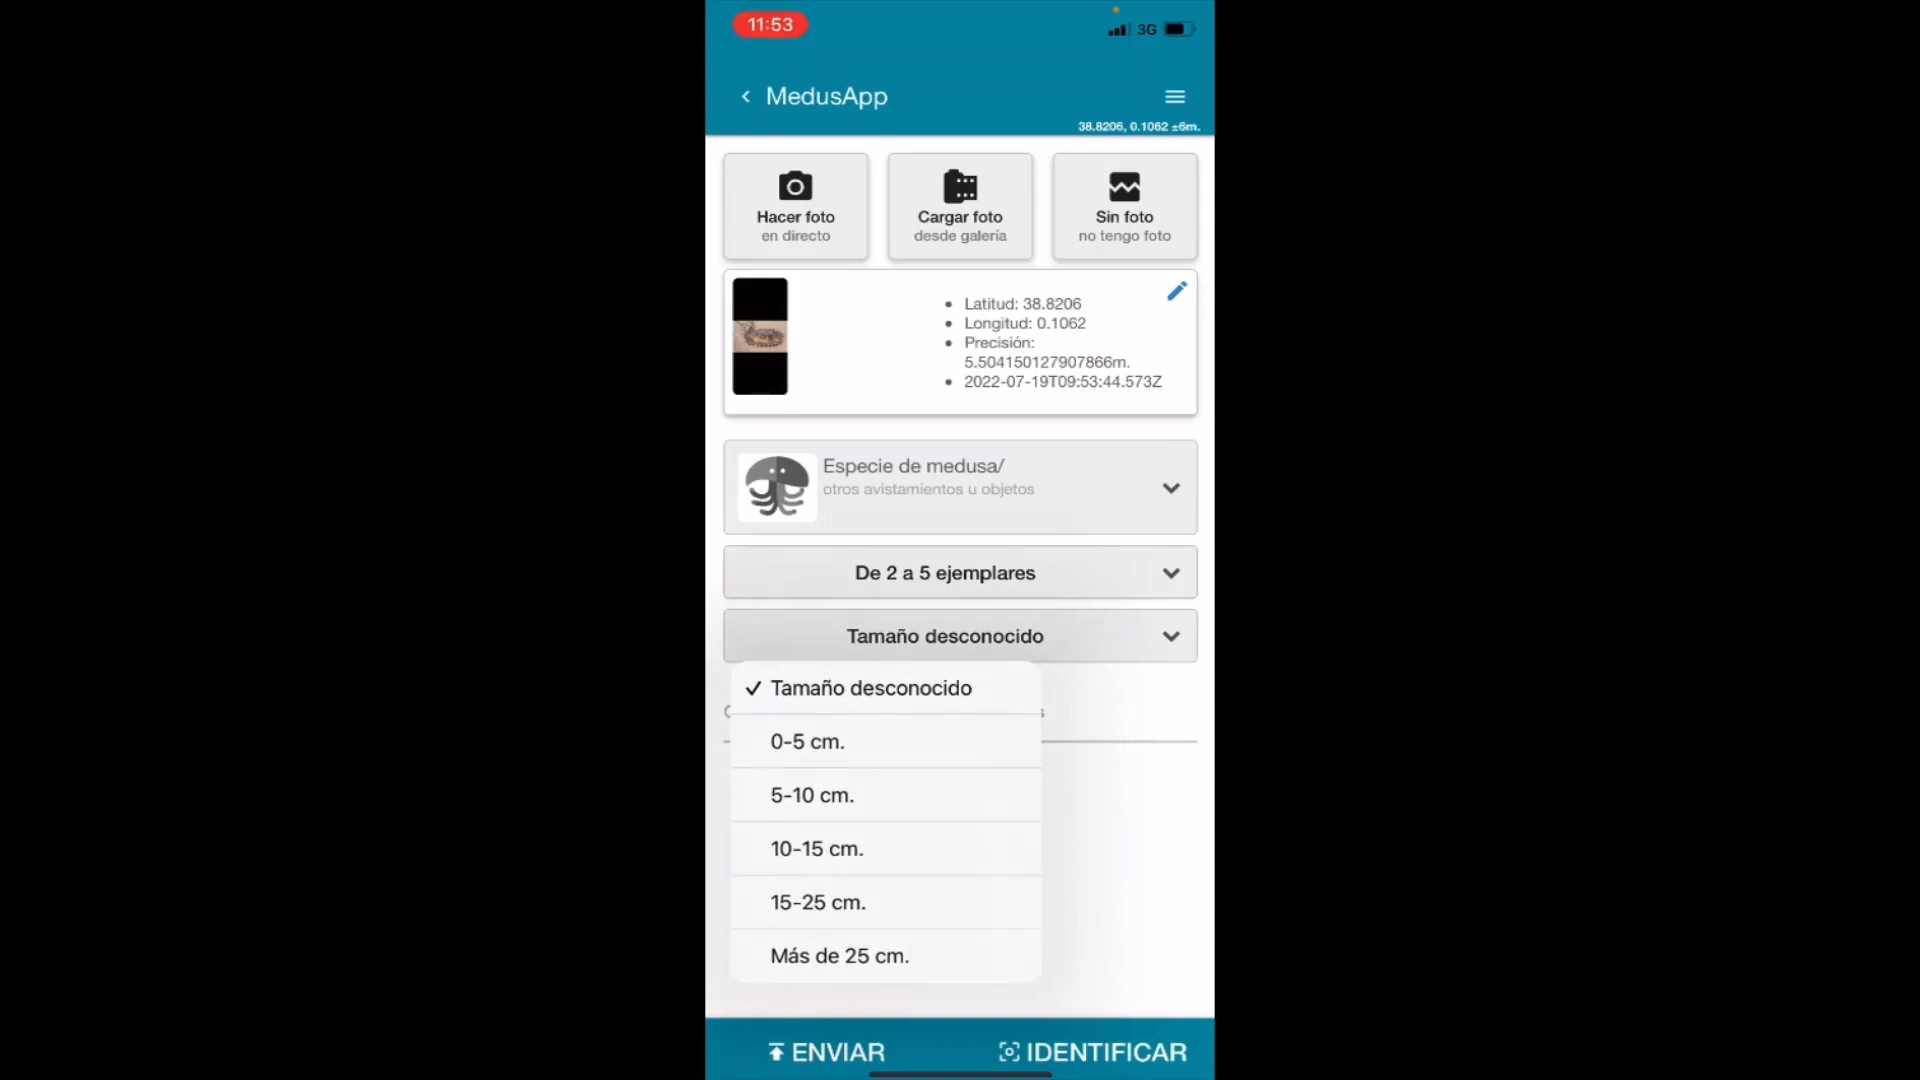 11:53
3G
MedusApp
38.8206, 0.1062 ±6m.
Hacer foto
en directo
Cargar foto
desde galería
Sin foto
no tengo foto
Latitud: 38.8206
Longitud: 0.1062
Precisión:
5.504150127907866m.
2022-07-19T09:53:44.573Z
Especie de medusa/
otros avistamientos u objetos
De 2 a 5 ejemplares
Tamaño desconocido
Tamaño desconocido
0-5 cm.
5-10 cm.
10-15 cm.
15-25 cm.
Más de 25 cm.
ENVIAR
IDENTIFICAR